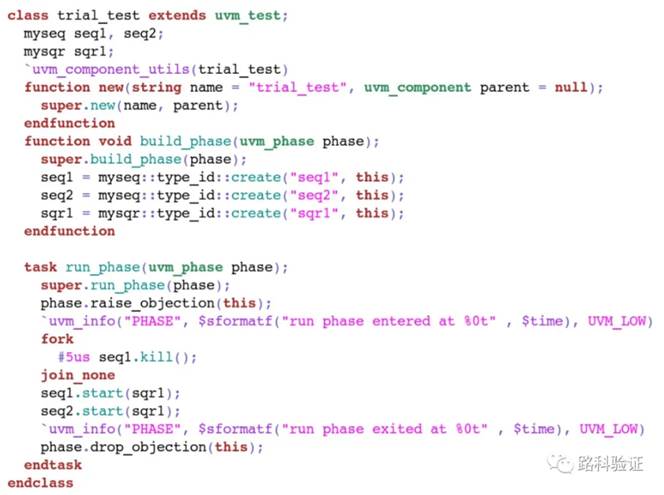 class trial_test extends uvm_test;
  myseq seq1, seq2;
  mysqr sqr1;
  `uvm_component_utils(trial_test)
  function new(string name = "trial_test", uvm_component parent = null);
    super.new(name, parent);
  endfunction
  function void build_phase(uvm_phase phase);
    super.build_phase(phase);
    seq1 = myseq::type_id::create("seq1", this);
    seq2 = myseq::type_id::create("seq2", this);
    sqr1 = mysqr::type_id::create("sqr1", this);
  endfunction

  task run_phase(uvm_phase phase);
    super.run_phase(phase);
    phase.raise_objection(this);
    `uvm_info("PHASE", $sformatf("run phase entered at %0t" , $time), UVM_LOW)
    fork
      #5us seq1.kill();
    join_none
    seq1.start(sqr1);
    seq2.start(sqr1);
    `uvm_info("PHASE", $sformatf("run phase exited at %0t" , $time), UVM_LOW)
    phase.drop_objection(this);
  endtask
endclass
路科验证